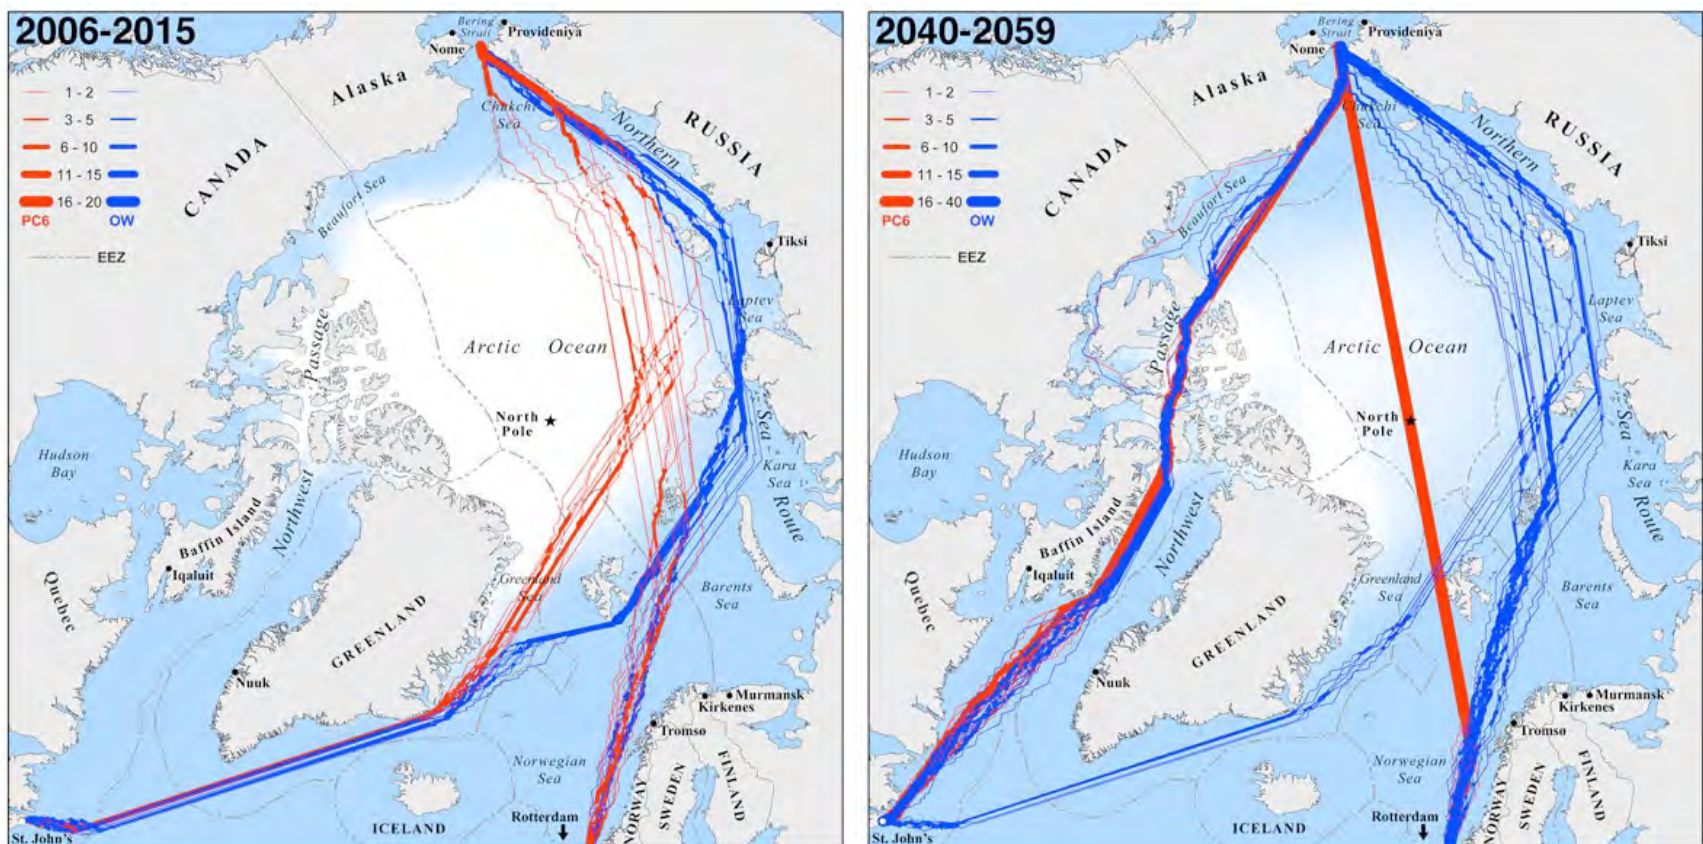 2006-2015
1 - 2
3 - 5
6 - 10
11 - 15
16 - 20
PC6 OW
EEZ
Bering
Strait
Provideniya
Nome
Alaska
Chukchi
Sea
Northern
RUSSIA
CANADA
Beaufort Sea
Tiksi
Laptev
Sea
Passage
Arctic Ocean
North
Pole
Sea
Kara
Sea
Route
Hudson
Bay
Northwest
Baffin Island
Iqaluit
Quebec
Greenland
Sea
Barents
Sea
GREENLAND
Nuuk
Murmansk
Kirkenes
Tromsø
Norwegian
Sea
Rotterdam
NORWAY
SWEDEN
FINLAND
ICELAND
St. John's
2040-2059
1 - 2
3 - 5
6 - 10
11 - 15
16 - 40
PC6 OW
EEZ
Bering
Strait
Provideniya
Nome
Alaska
Chukchi
Sea
Northern
RUSSIA
CANADA
Beaufort Sea
Tiksi
Laptev
Sea
Passage
Arctic Ocean
North
Pole
Sea
Kara
Sea
Route
Hudson
Bay
Northwest
Baffin Island
Iqaluit
Quebec
Greenland
Sea
Barents
Sea
GREENLAND
Nuuk
Murmansk
Kirkenes
Tromsø
Norwegian
Sea
Rotterdam
NORWAY
SWEDEN
FINLAND
ICELAND
St. John's